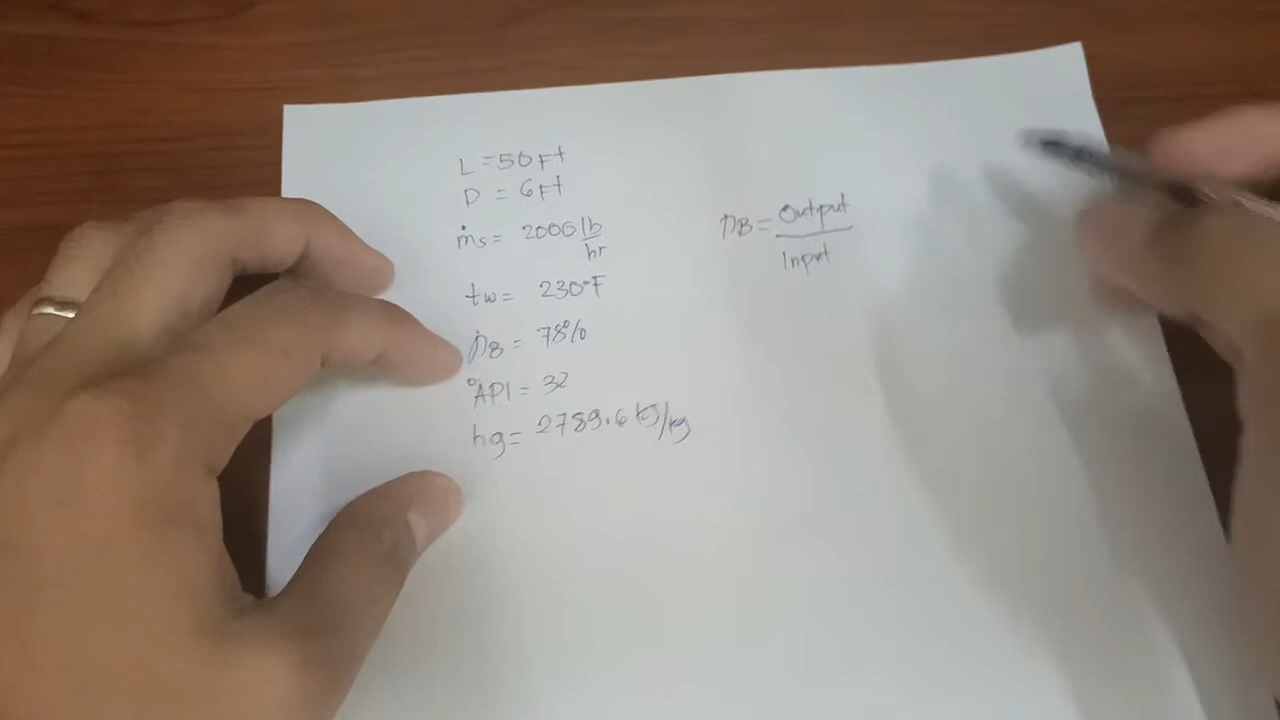 L = 50 Ft
D = 6 Ft
ṁs = 2000 lb/hr
tw = 230°F
ηB = 78%
°API = 32
hg = 2789.6 kJ/kg
ηB = Output/Input